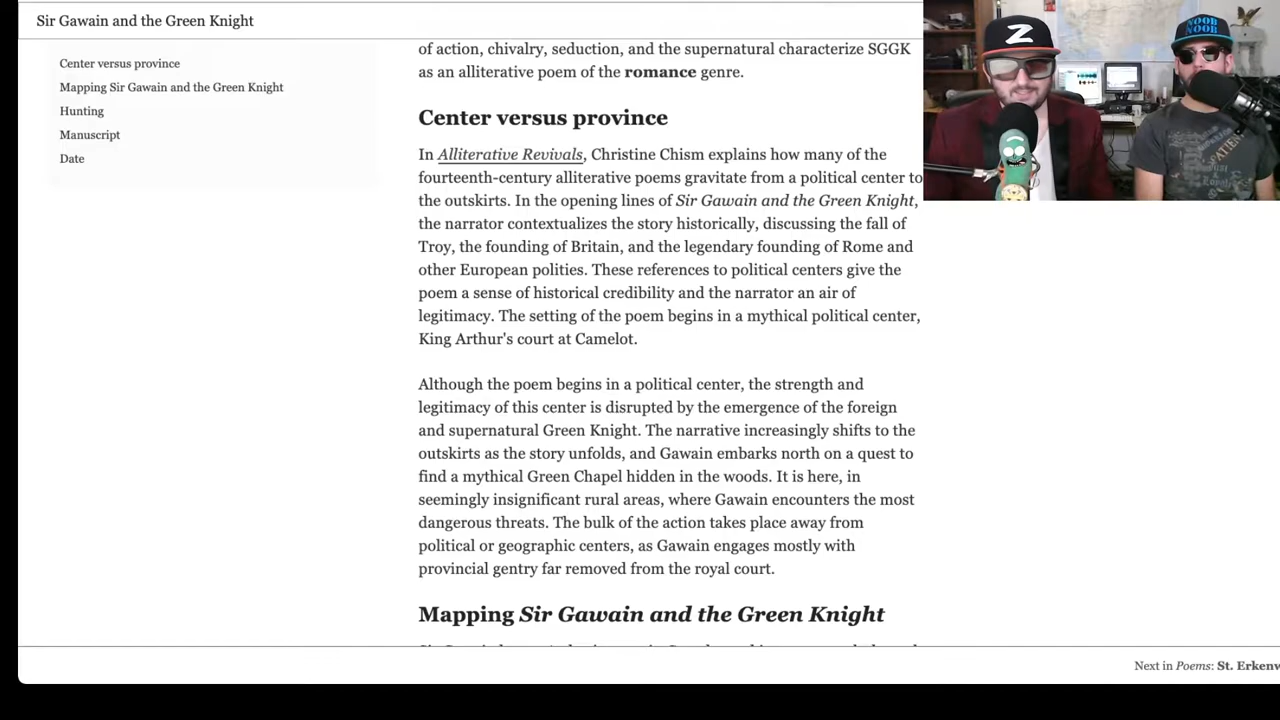 Sir Gawain and the Green Knight
Center versus province
Mapping Sir Gawain and the Green Knight
Hunting
Manuscript
Date
of action, chivalry, seduction, and the supernatural characterize SGGK
as an alliterative poem of the romance genre.
Center versus province
In Alliterative Revivals, Christine Chism explains how many of the
fourteenth-century alliterative poems gravitate from a political center to
the outskirts. In the opening lines of Sir Gawain and the Green Knight,
the narrator contextualizes the story historically, discussing the fall of
Troy, the founding of Britain, and the legendary founding of Rome and
other European polities. These references to political centers give the
poem a sense of historical credibility and the narrator an air of
legitimacy. The setting of the poem begins in a mythical political center,
King Arthur's court at Camelot.
Although the poem begins in a political center, the strength and
legitimacy of this center is disrupted by the emergence of the foreign
and supernatural Green Knight. The narrative increasingly shifts to the
outskirts as the story unfolds, and Gawain embarks north on a quest to
find a mythical Green Chapel hidden in the woods. It is here, in
seemingly insignificant rural areas, where Gawain encounters the most
dangerous threats. The bulk of the action takes place away from
political or geographic centers, as Gawain engages mostly with
provincial gentry far removed from the royal court.
Mapping Sir Gawain and the Green Knight
Next in Poems: St. Erkenw
Z
NOOB
NOOB